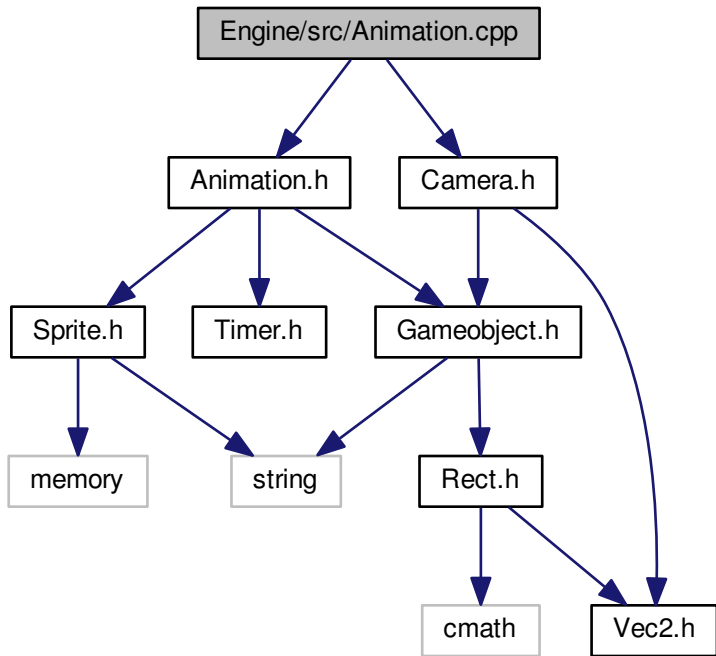 Engine/src/Animation.cpp
Animation.h
Camera.h
Sprite.h
Timer.h
Gameobject.h
memory
string
Rect.h
cmath
Vec2.h